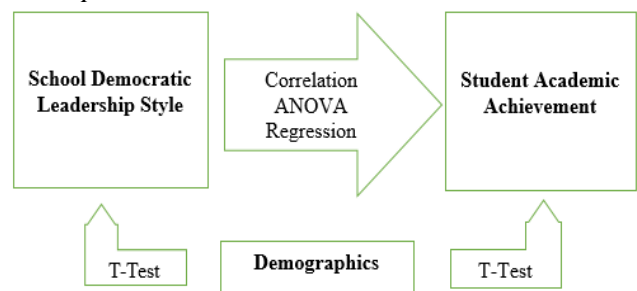 School Democratic
Leadership Style
Correlation
ANOVA
Regression
Student Academic
Achievement
T-Test
Demographics
T-Test